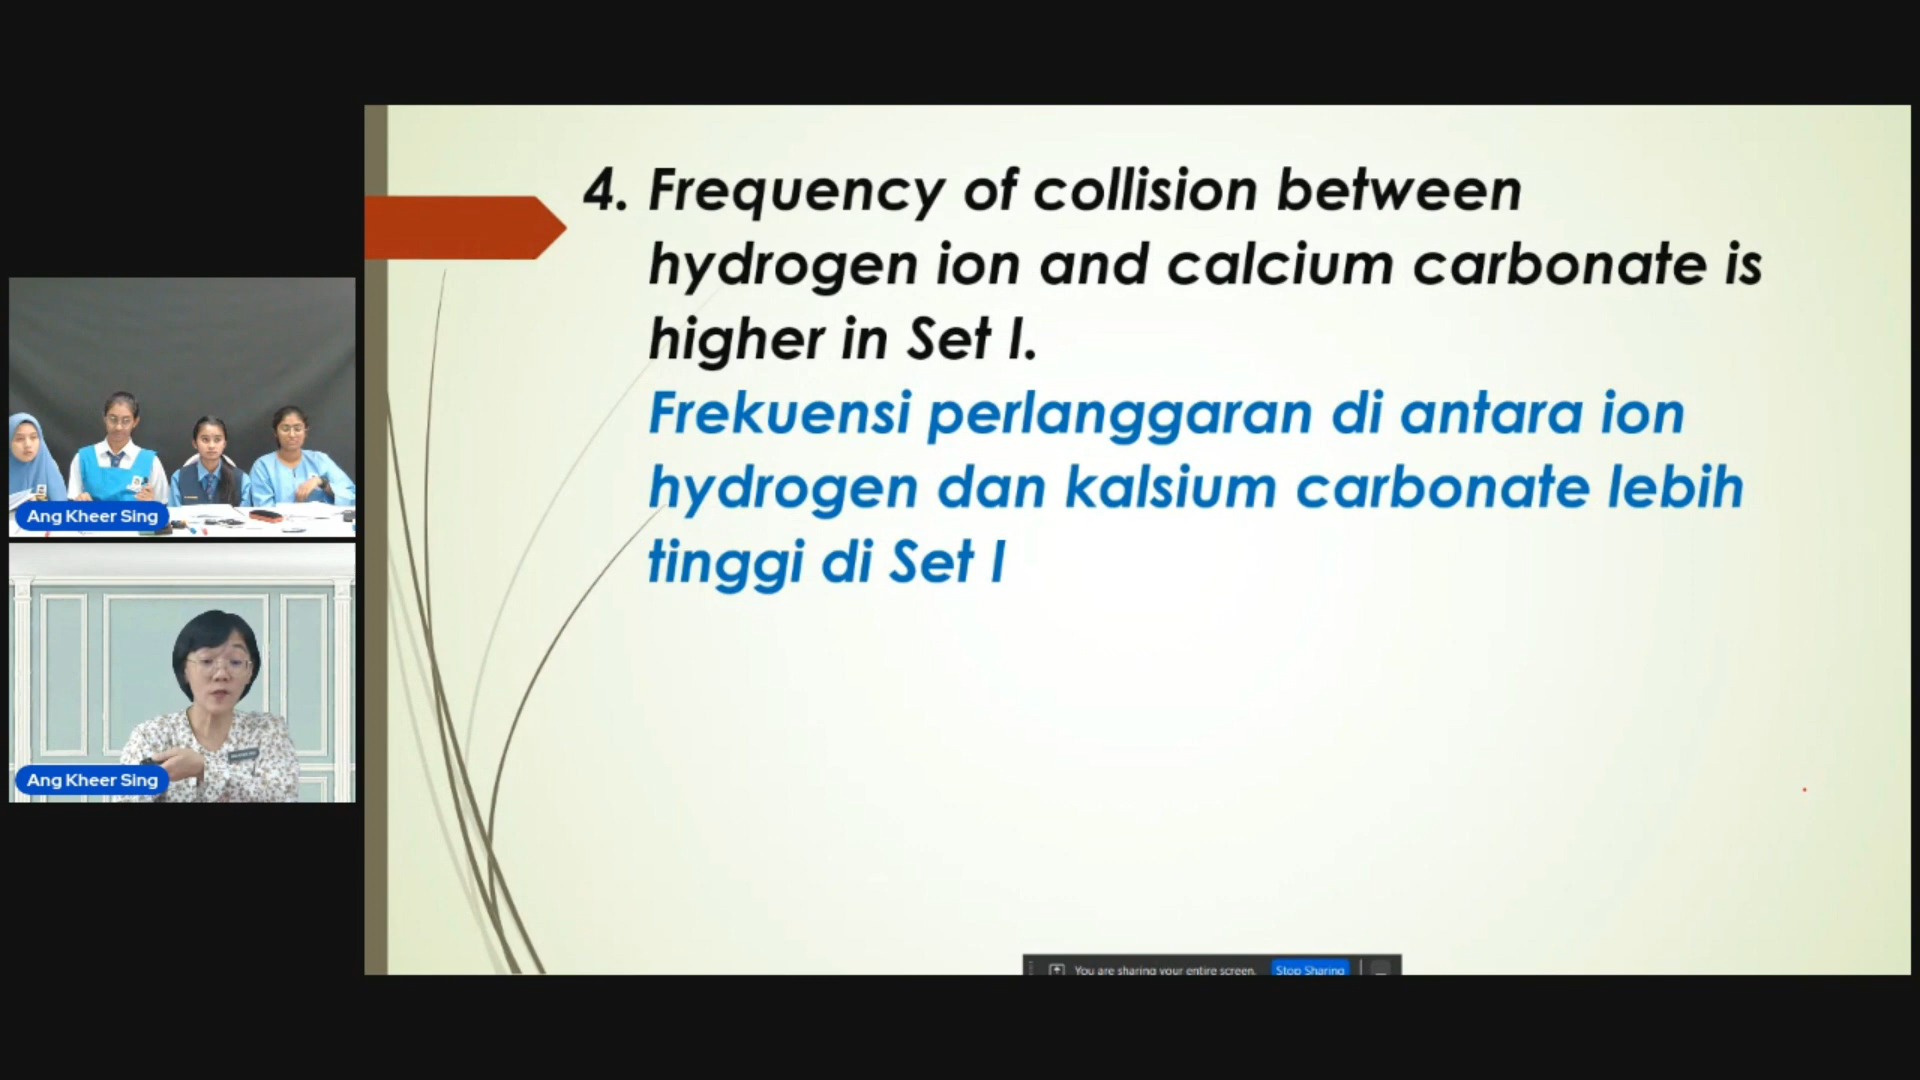 4. Frequency of collision between
hydrogen ion and calcium carbonate is
higher in Set I.
Frekuensi perlanggaran di antara ion
hydrogen dan kalsium carbonate lebih
tinggi di Set I
Ang Kheer Sing
Ang Kheer Sing
You are sharing your entire screen.
Stop Sharing